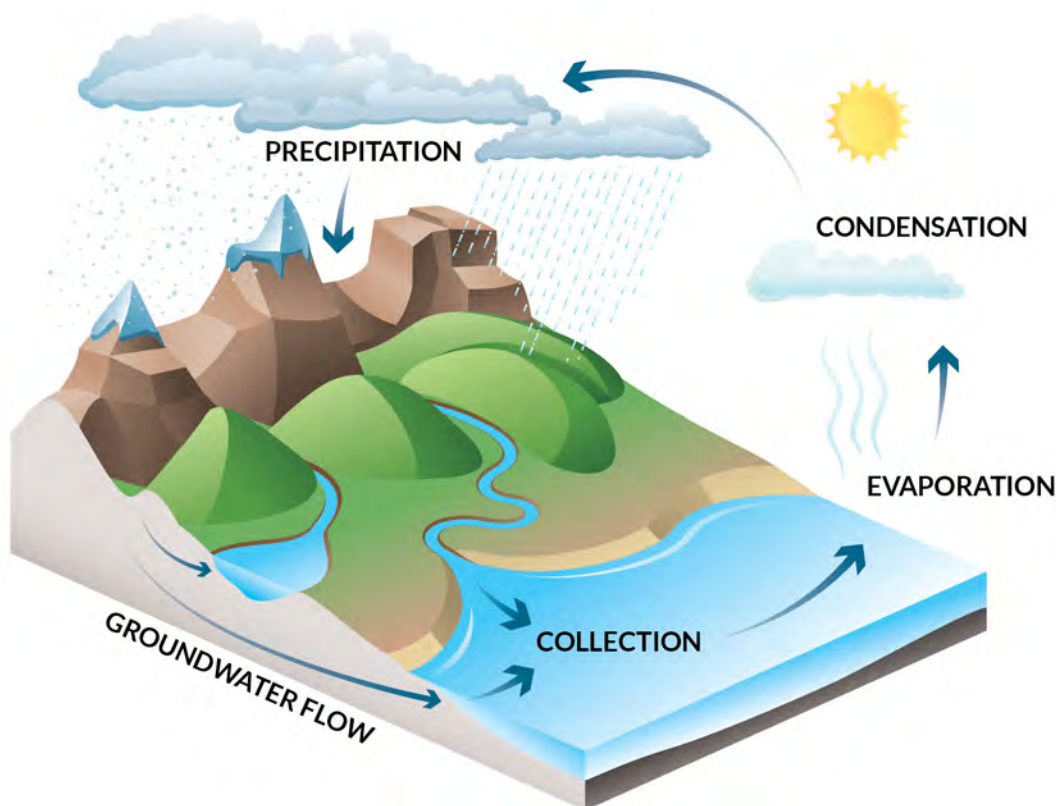 PRECIPITATION
CONDENSATION
EVAPORATION
COLLECTION
GROUNDWATER FLOW